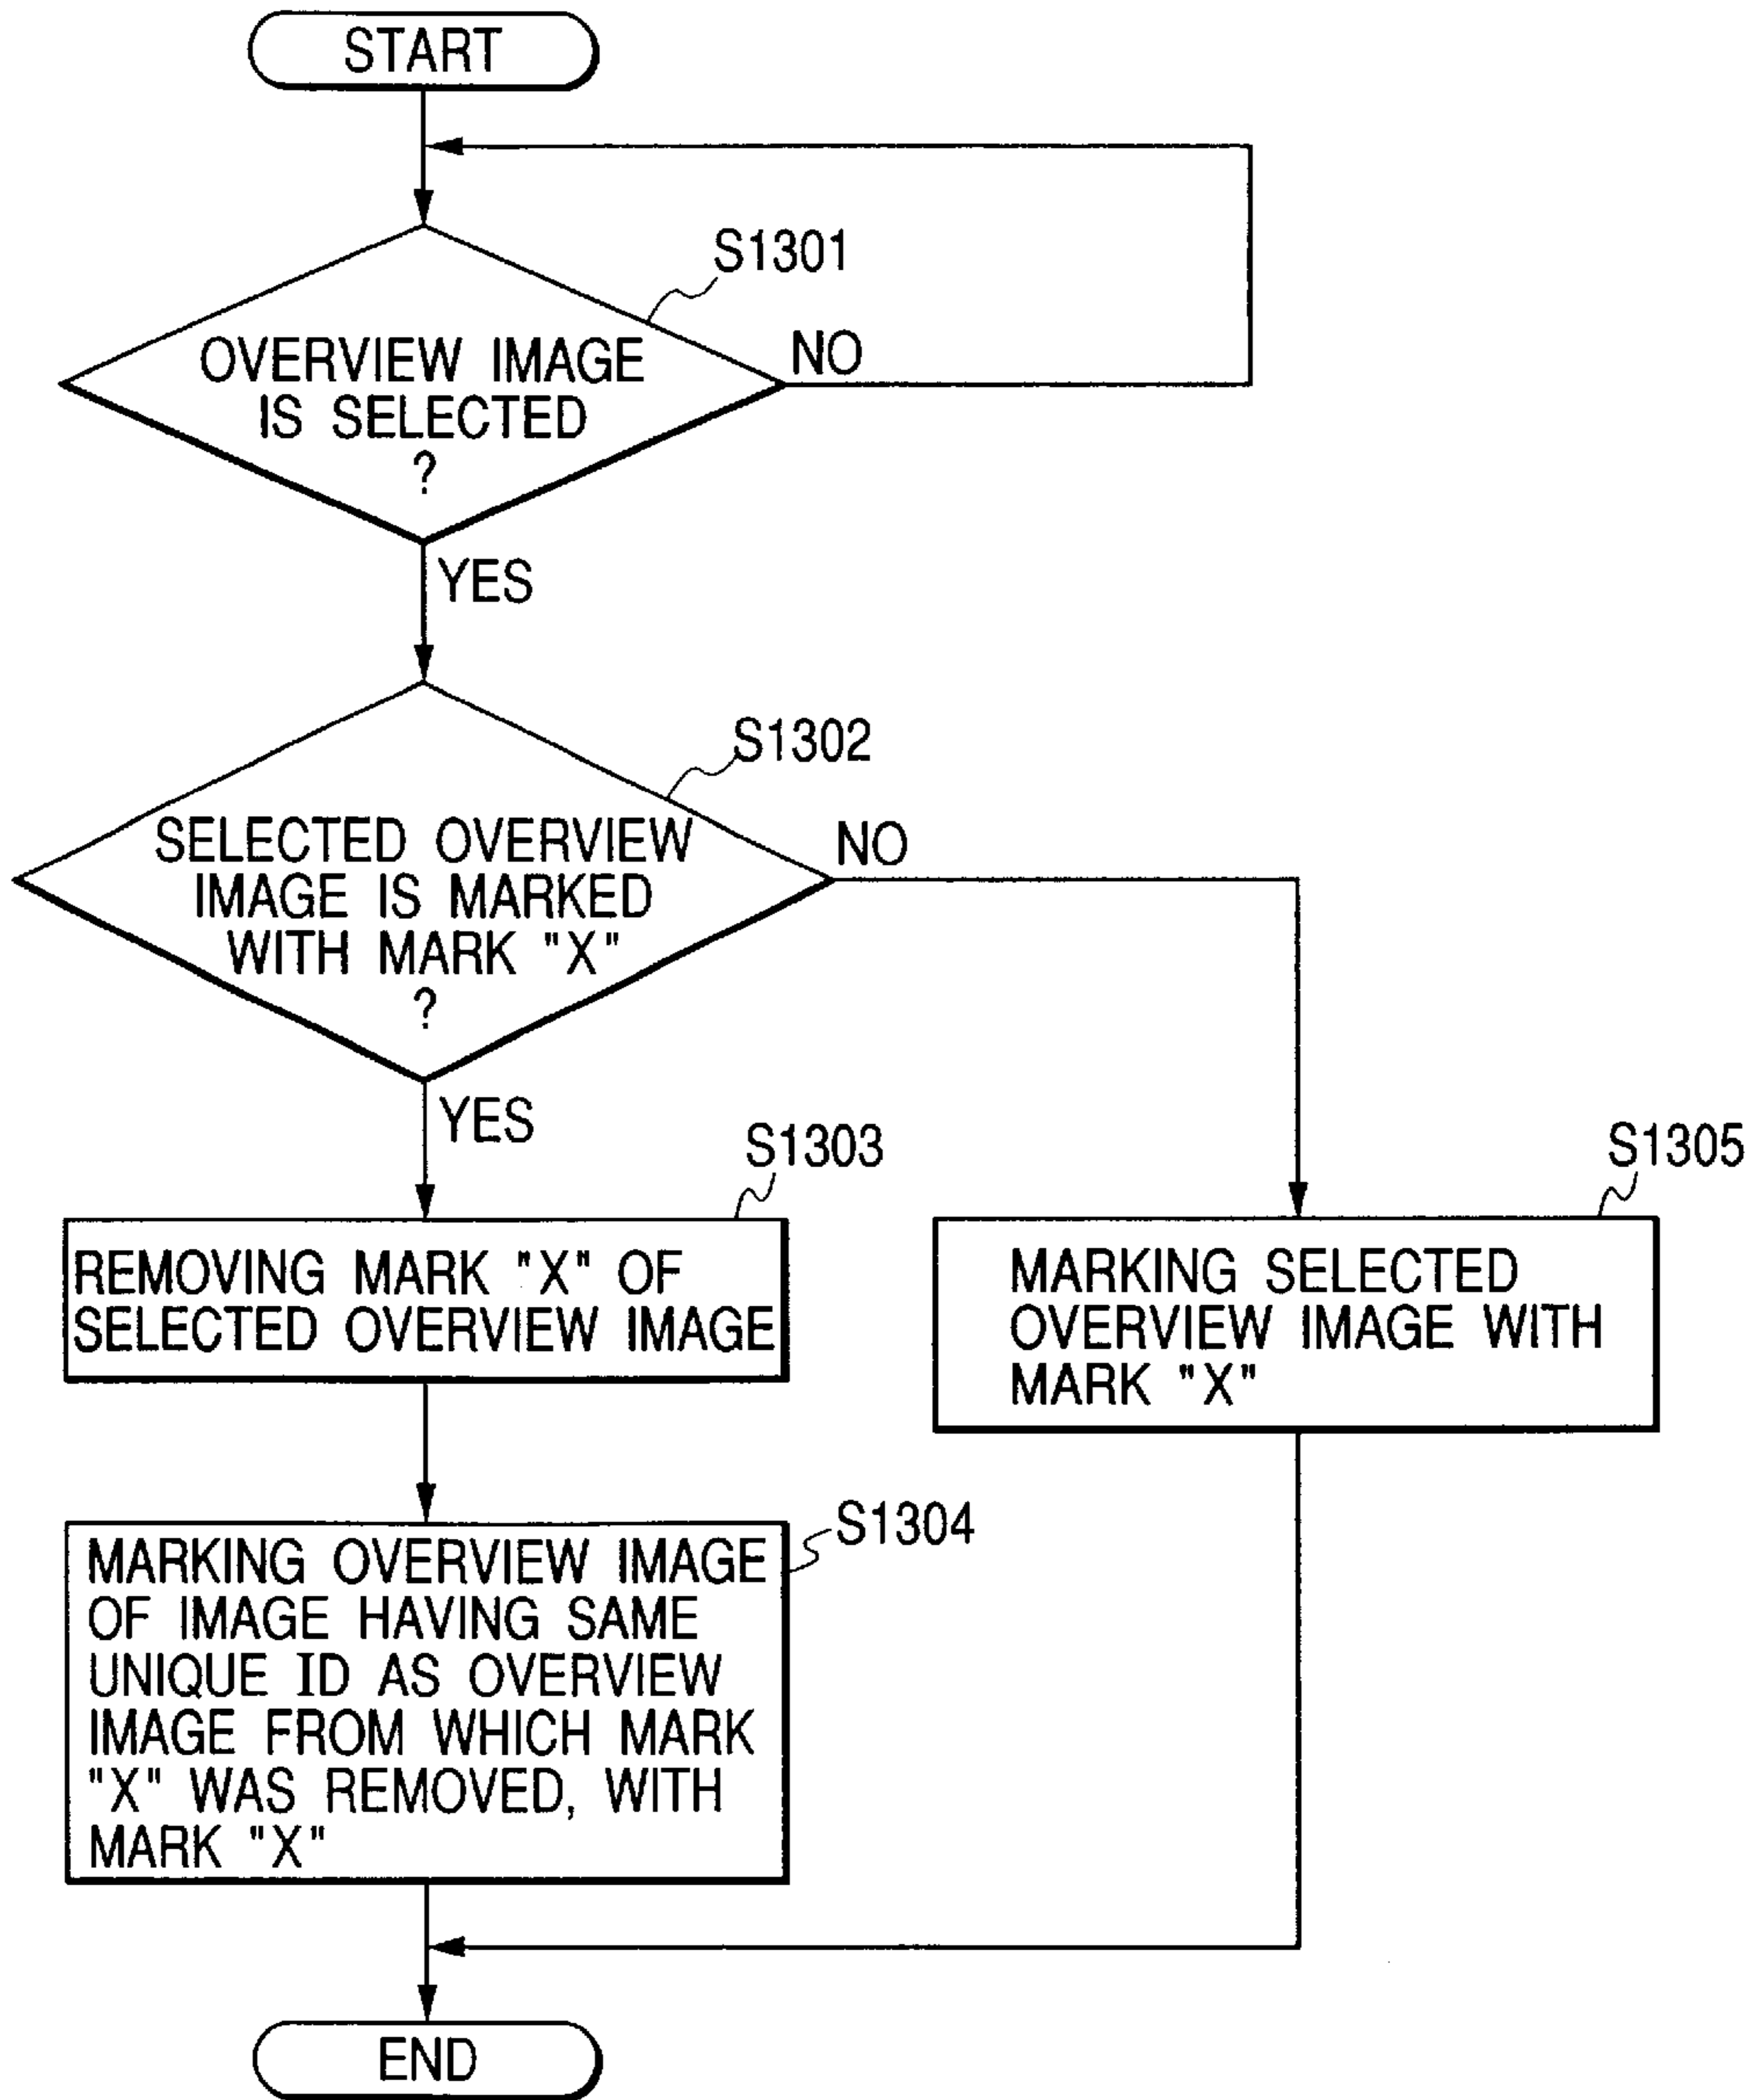 START
S1301
OVERVIEW IMAGE
IS SELECTED
?
NO
YES
S1302
SELECTED OVERVIEW
IMAGE IS MARKED
WITH MARK "X"
?
NO
YES
S1303
REMOVING MARK "X" OF
SELECTED OVERVIEW IMAGE
S1305
MARKING SELECTED
OVERVIEW IMAGE WITH
MARK "X"
S1304
MARKING OVERVIEW IMAGE
OF IMAGE HAVING SAME
UNIQUE ID AS OVERVIEW
IMAGE FROM WHICH MARK
"X" WAS REMOVED, WITH
MARK "X"
END